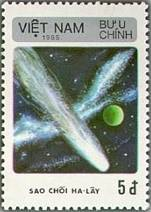 VIỆT NAM
BƯU CHÍNH
1985
SAO CHỔI HA-LÂY
5đ